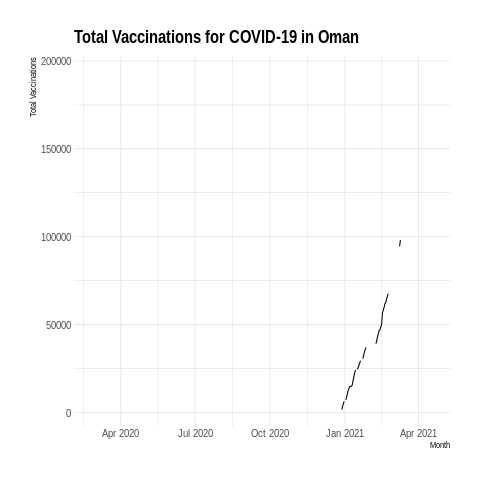 Total Vaccinations for COVID-19 in Oman
Total Vaccinations
200000
150000
100000
50000
0
Apr 2020 Jul 2020 Oct 2020 Jan 2021 Apr 2021
Month